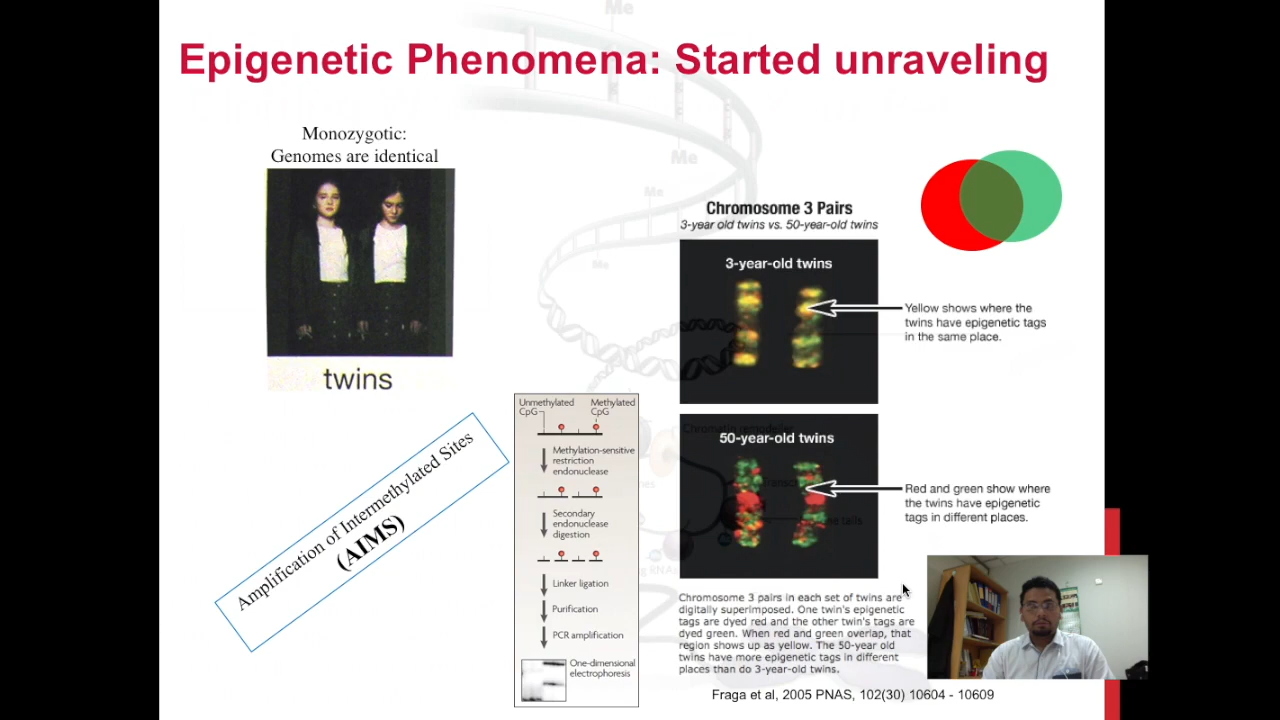 Me
Epigenetic Phenomena: Started unraveling
Monozygotic:
Genomes are identical
twins
Me
Me
Me
Chromosome 3 Pairs
3-year old twins vs. 50-year-old twins
3-year-old twins
Yellow shows where the
twins have epigenetic tags
in the same place.
50-year-old twins
Red and green show where
the twins have epigenetic
tags in different places.
Amplification of Intermethylated Sites
(AIMS)
Unmethylated
CpG
Methylated
CpG
Methylation-sensitive
restriction
endonuclease
Secondary
endonuclease
digestion
Linker ligation
Purification
PCR amplification
One-dimensional
electrophoresis
Chromosome 3 pairs in each set of twins are
digitally superimposed. One twin's epigenetic
tags are dyed red and the other twin's tags are
dyed green. When red and green overlap, that
region shows up as yellow. The 50-year old
twins have more epigenetic tags in different
places than do 3-year-old twins.
Fraga et al, 2005 PNAS, 102(30) 10604 - 10609